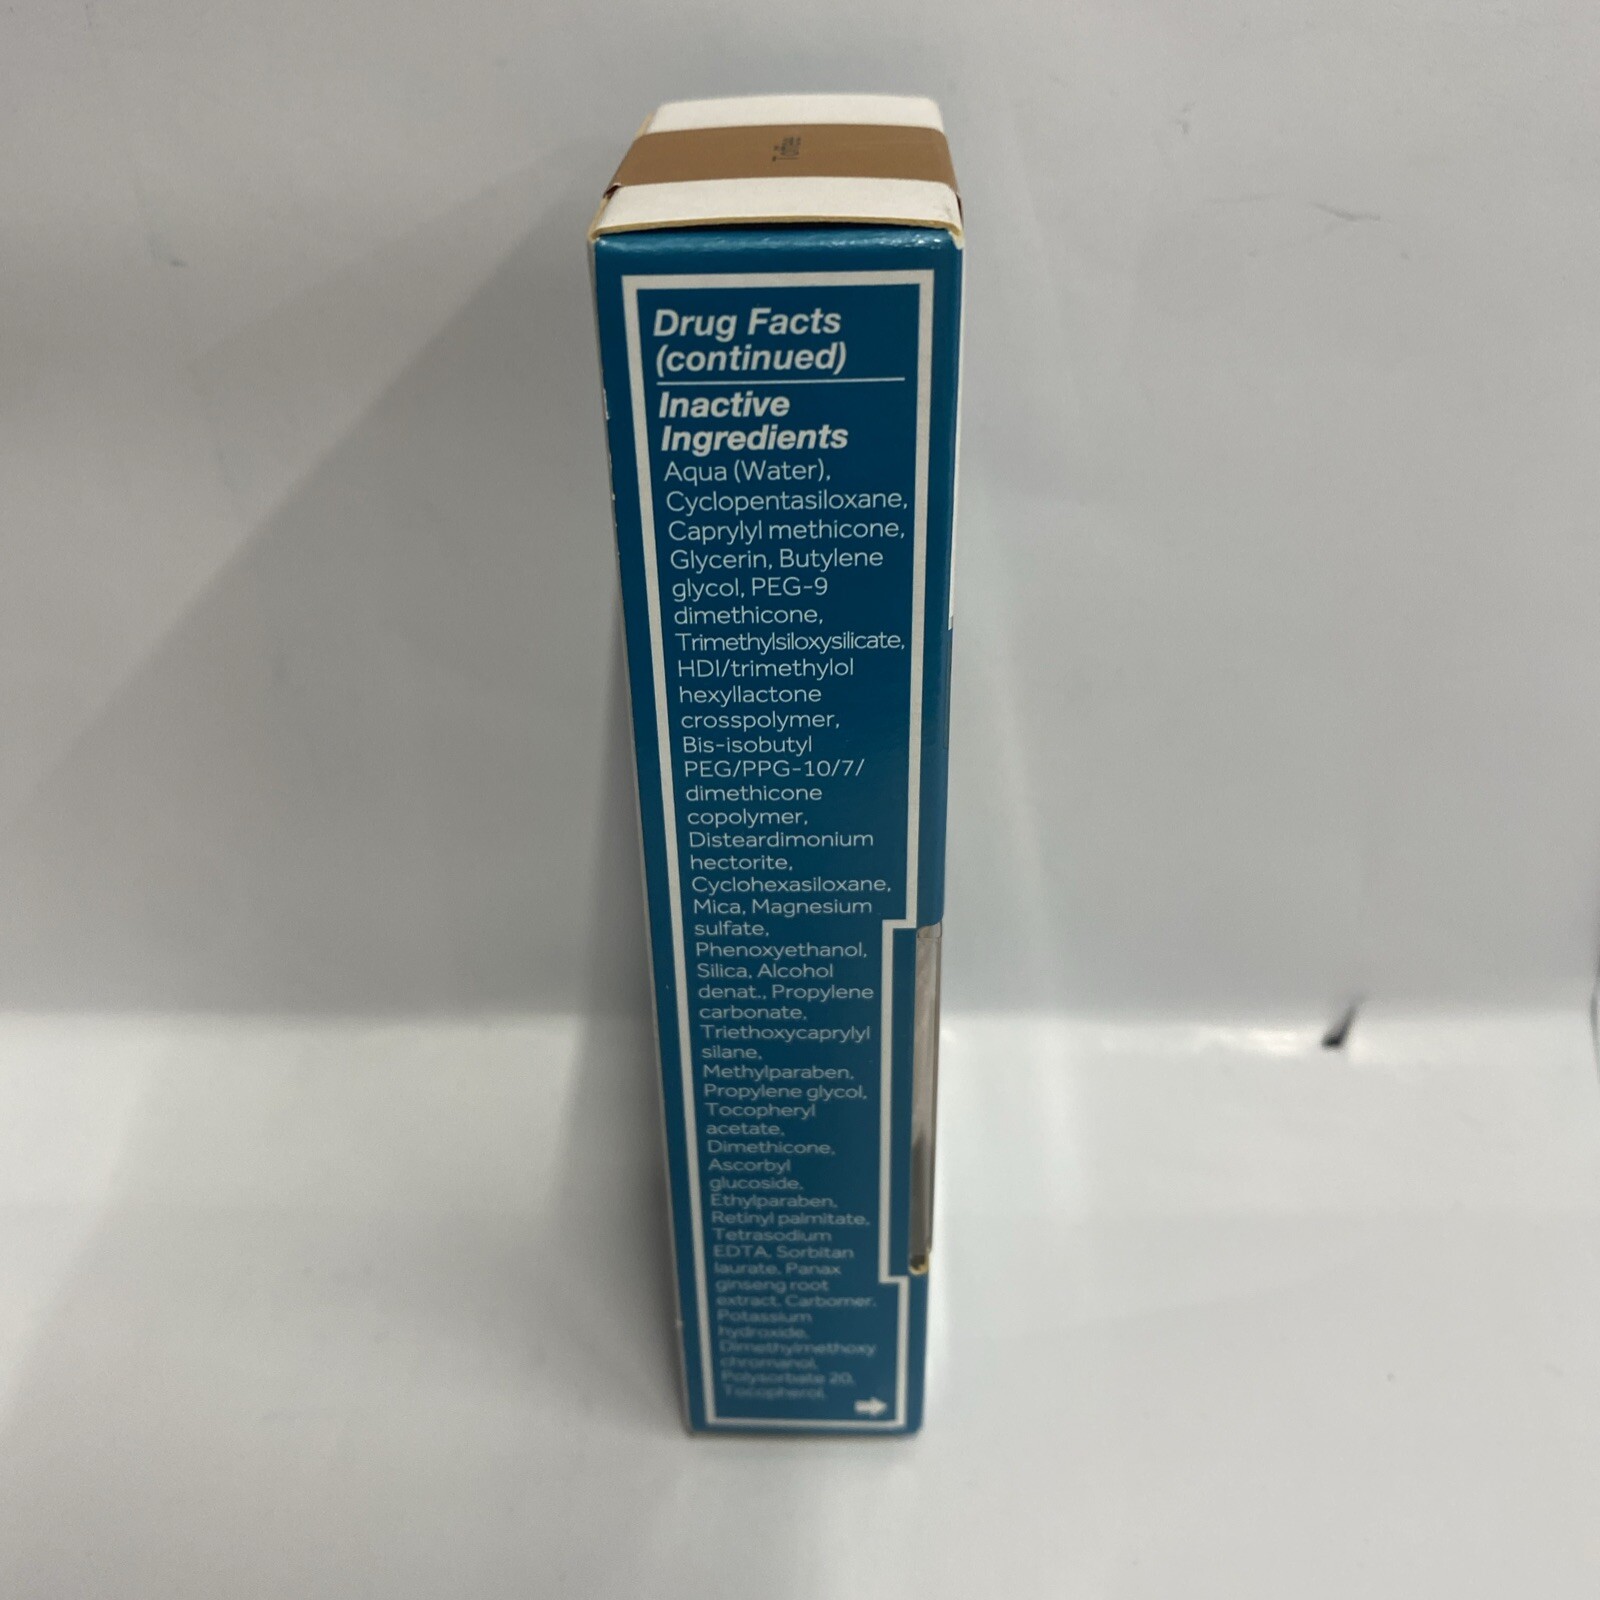 Toffee
Drug Facts
(continued)
Inactive
Ingredients
Aqua (Water),
Cyclopentasiloxane,
Caprylyl methicone,
Glycerin, Butylene
glycol, PEG-9
dimethicone,
Trimethylsiloxysilicate,
HDI/trimethylol
hexyllactone
crosspolymer,
Bis-isobutyl
PEG/PPG-10/7/
dimethicone
copolymer,
Disteardimonium
hectorite,
Cyclohexasiloxane,
Mica, Magnesium
sulfate,
Phenoxyethanol,
Silica, Alcohol
denat., Propylene
carbonate,
Triethoxycaprylyl
silane,
Methylparaben,
Propylene glycol,
Tocopheryl
acetate,
Dimethicone,
Ascorbyl
glucoside,
Ethylparaben,
Retinyl palmitate,
Tetrasodium
EDTA, Sorbitan
laurate, Panax
ginseng root
extract, Carbomer,
Potassium
hydroxide,
Dimethylmethoxy
chromanol,
Polysorbate 20,
Tocopherol,